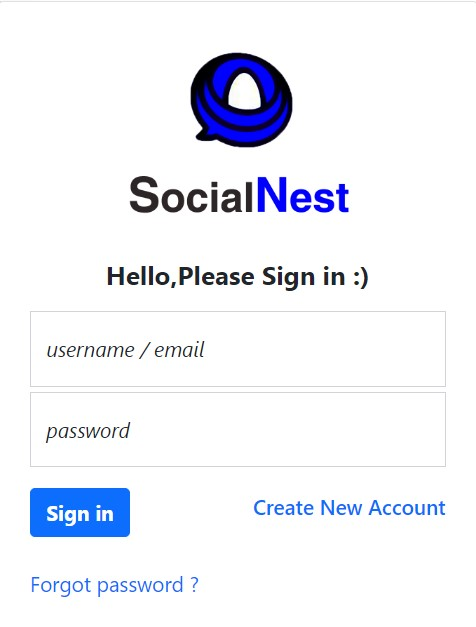 SocialNest
Hello,Please Sign in :)
username / email
password
Sign in
Create New Account
Forgot password ?